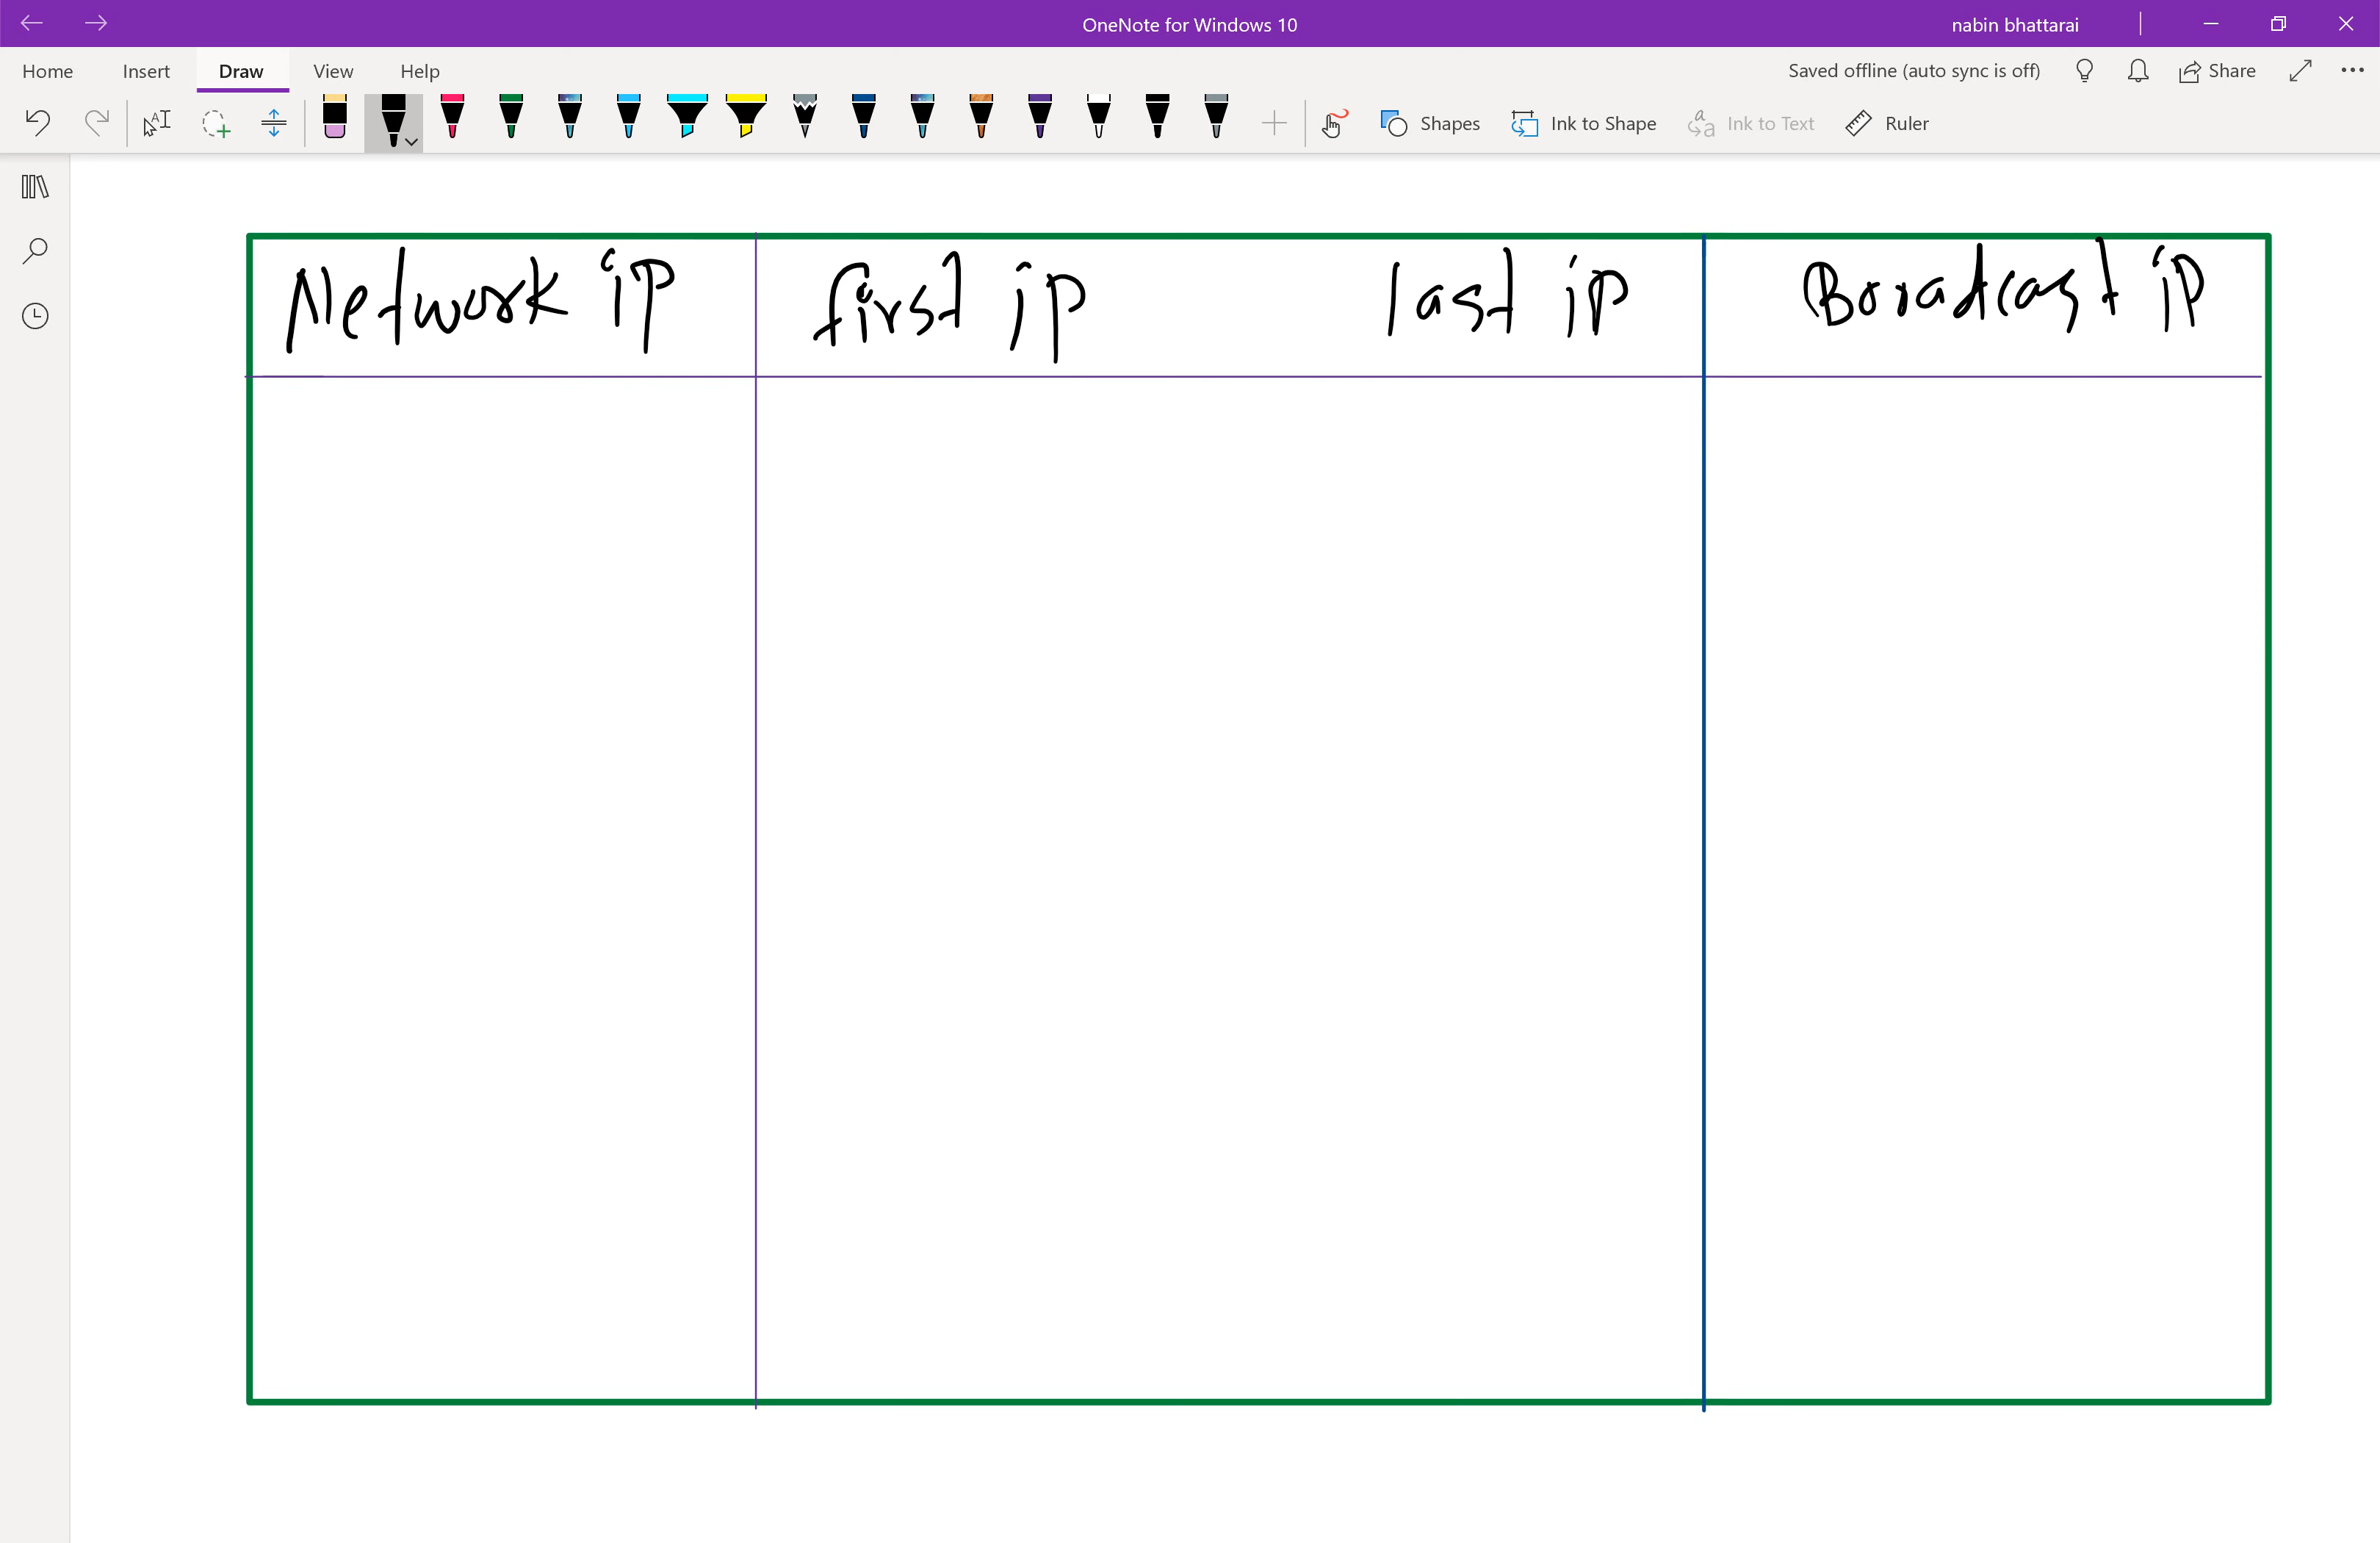 OneNote for Windows 10
nabin bhattarai
Home Insert Draw View Help
Saved offline (auto sync is off) Share
Shapes Ink to Shape Ink to Text Ruler
Network ip first ip last ip Boradcast ip